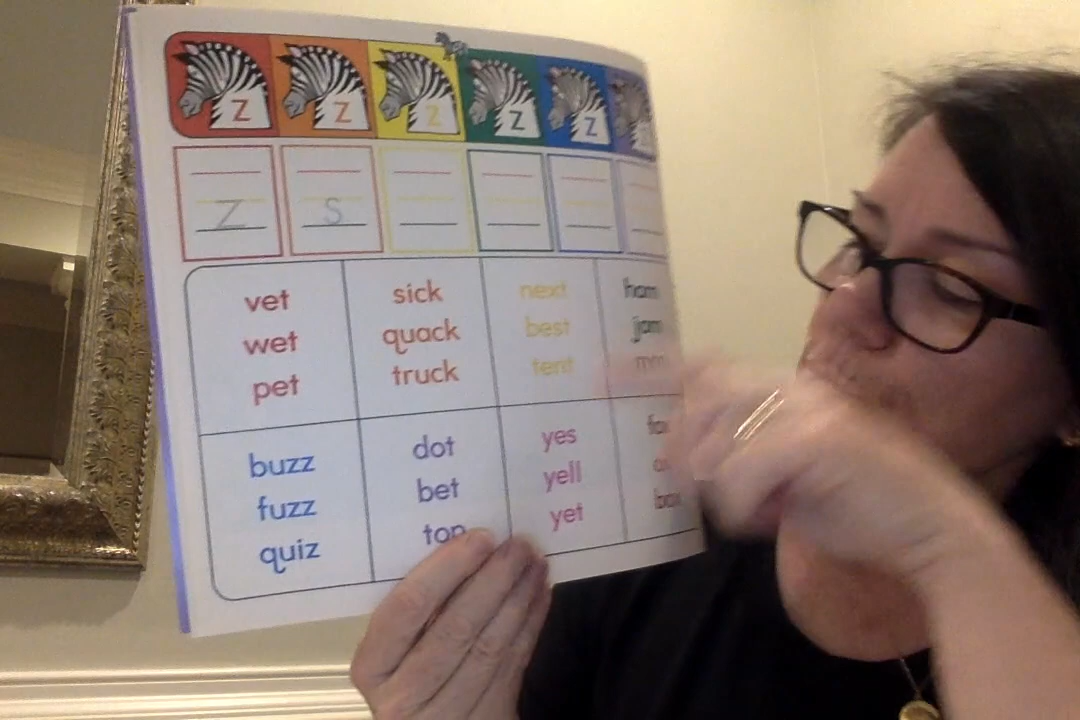 z z z z z
z s
vet
wet
pet
sick
quack
truck
next
best
tent
ham
jam
buzz
fuzz
quiz
dot
bet
top
yes
yell
yet